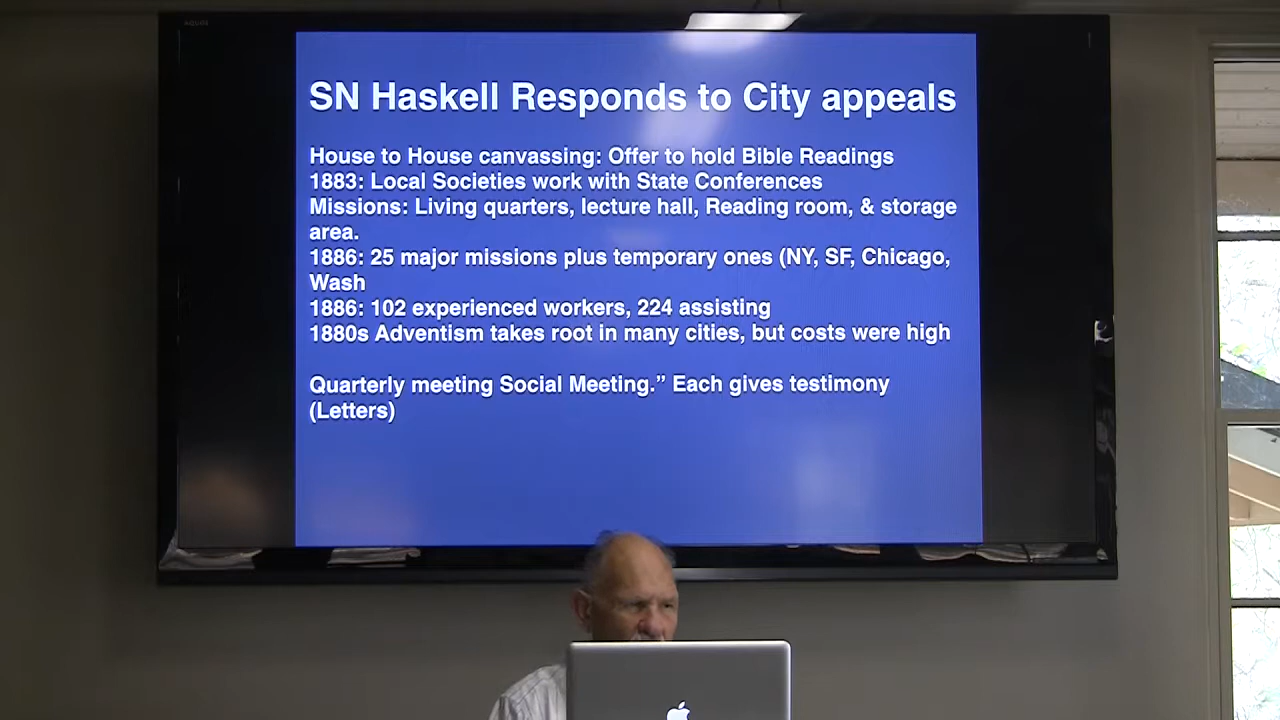 AQUOS
SN Haskell Responds to City appeals
House to House canvassing: Offer to hold Bible Readings
1883: Local Societies work with State Conferences
Missions: Living quarters, lecture hall, Reading room, & storage
area.
1886: 25 major missions plus temporary ones (NY, SF, Chicago,
Wash
1886: 102 experienced workers, 224 assisting
1880s Adventism takes root in many cities, but costs were high
Quarterly meeting Social Meeting.” Each gives testimony
(Letters)